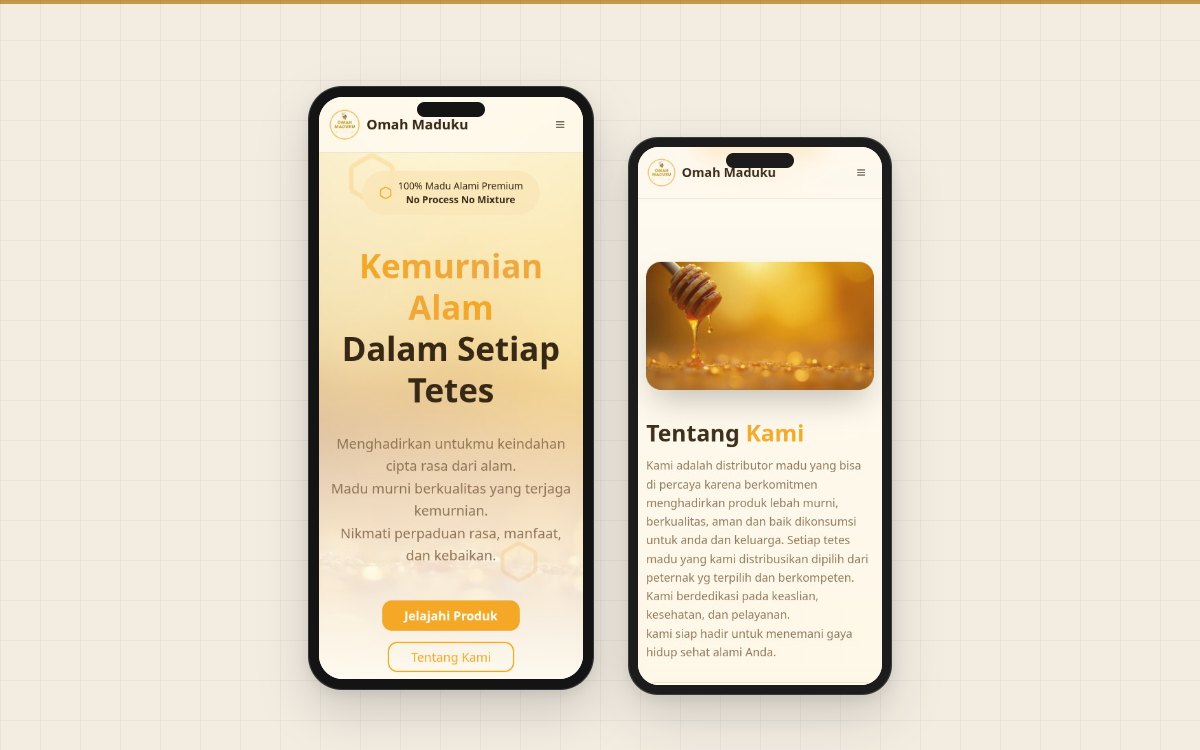 OMAH
MADUKU
Omah Maduku
≡
100% Madu Alami Premium
No Process No Mixture
Kemurnian
Alam
Dalam Setiap
Tetes
Menghadirkan untukmu keindahan
cipta rasa dari alam.
Madu murni berkualitas yang terjaga
kemurnian.
Nikmati perpaduan rasa, manfaat,
dan kebaikan.
Jelajahi Produk
Tentang Kami
OMAH
MADUKU
Omah Maduku
≡
Tentang Kami
Kami adalah distributor madu yang bisa
di percaya karena berkomitmen
menghadirkan produk lebah murni,
berkualitas, aman dan baik dikonsumsi
untuk anda dan keluarga. Setiap tetes
madu yang kami distribusikan dipilih dari
peternak yg terpilih dan berkompeten.
Kami berdedikasi pada keaslian,
kesehatan, dan pelayanan.
kami siap hadir untuk menemani gaya
hidup sehat alami Anda.